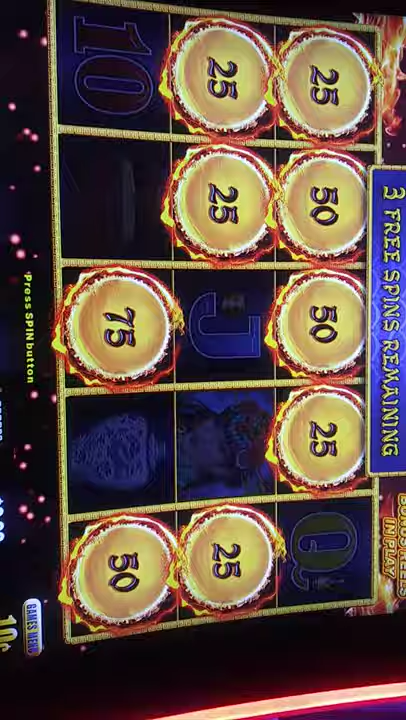 3 FREE SPINS REMAINING
BONUS REELS
IN PLAY
25 50 50 25 Q
25 25 J 25
10 75 50
Press SPIN button
GAMES MENU
10¢